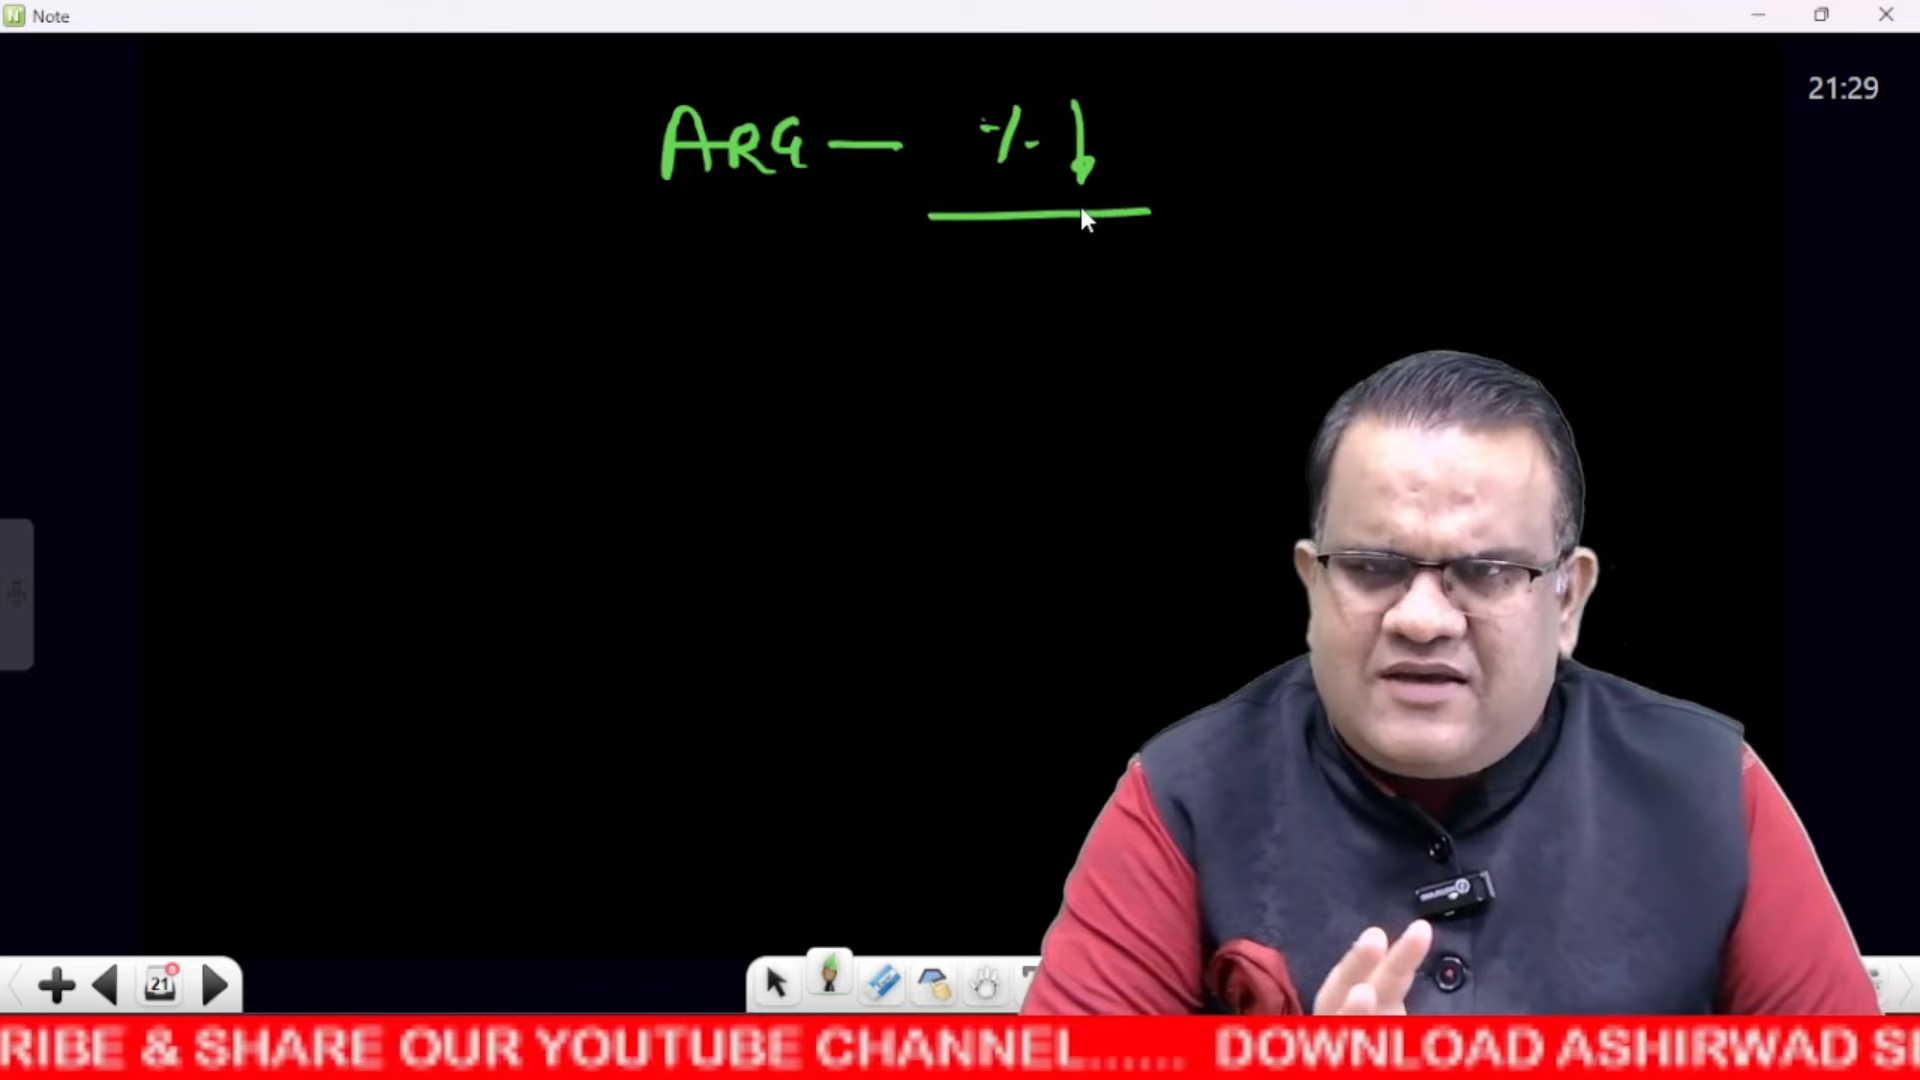 Note
21:29
ARG — % ↓
21
RIBE & SHARE OUR YOUTUBE CHANNEL...... DOWNLOAD ASHIRWAD